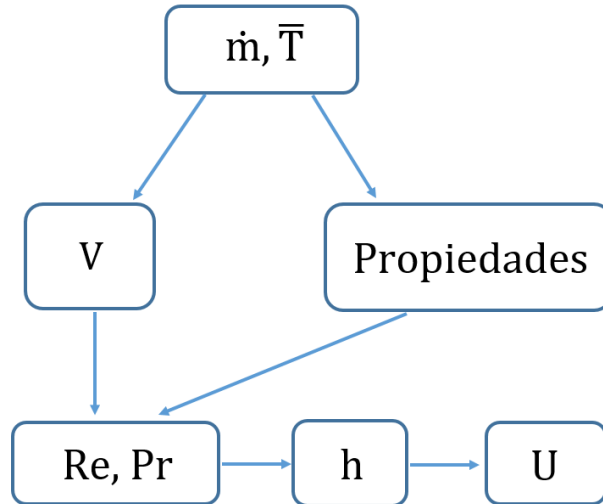 ṁ, T̅
V
Propiedades
Re, Pr
h
U